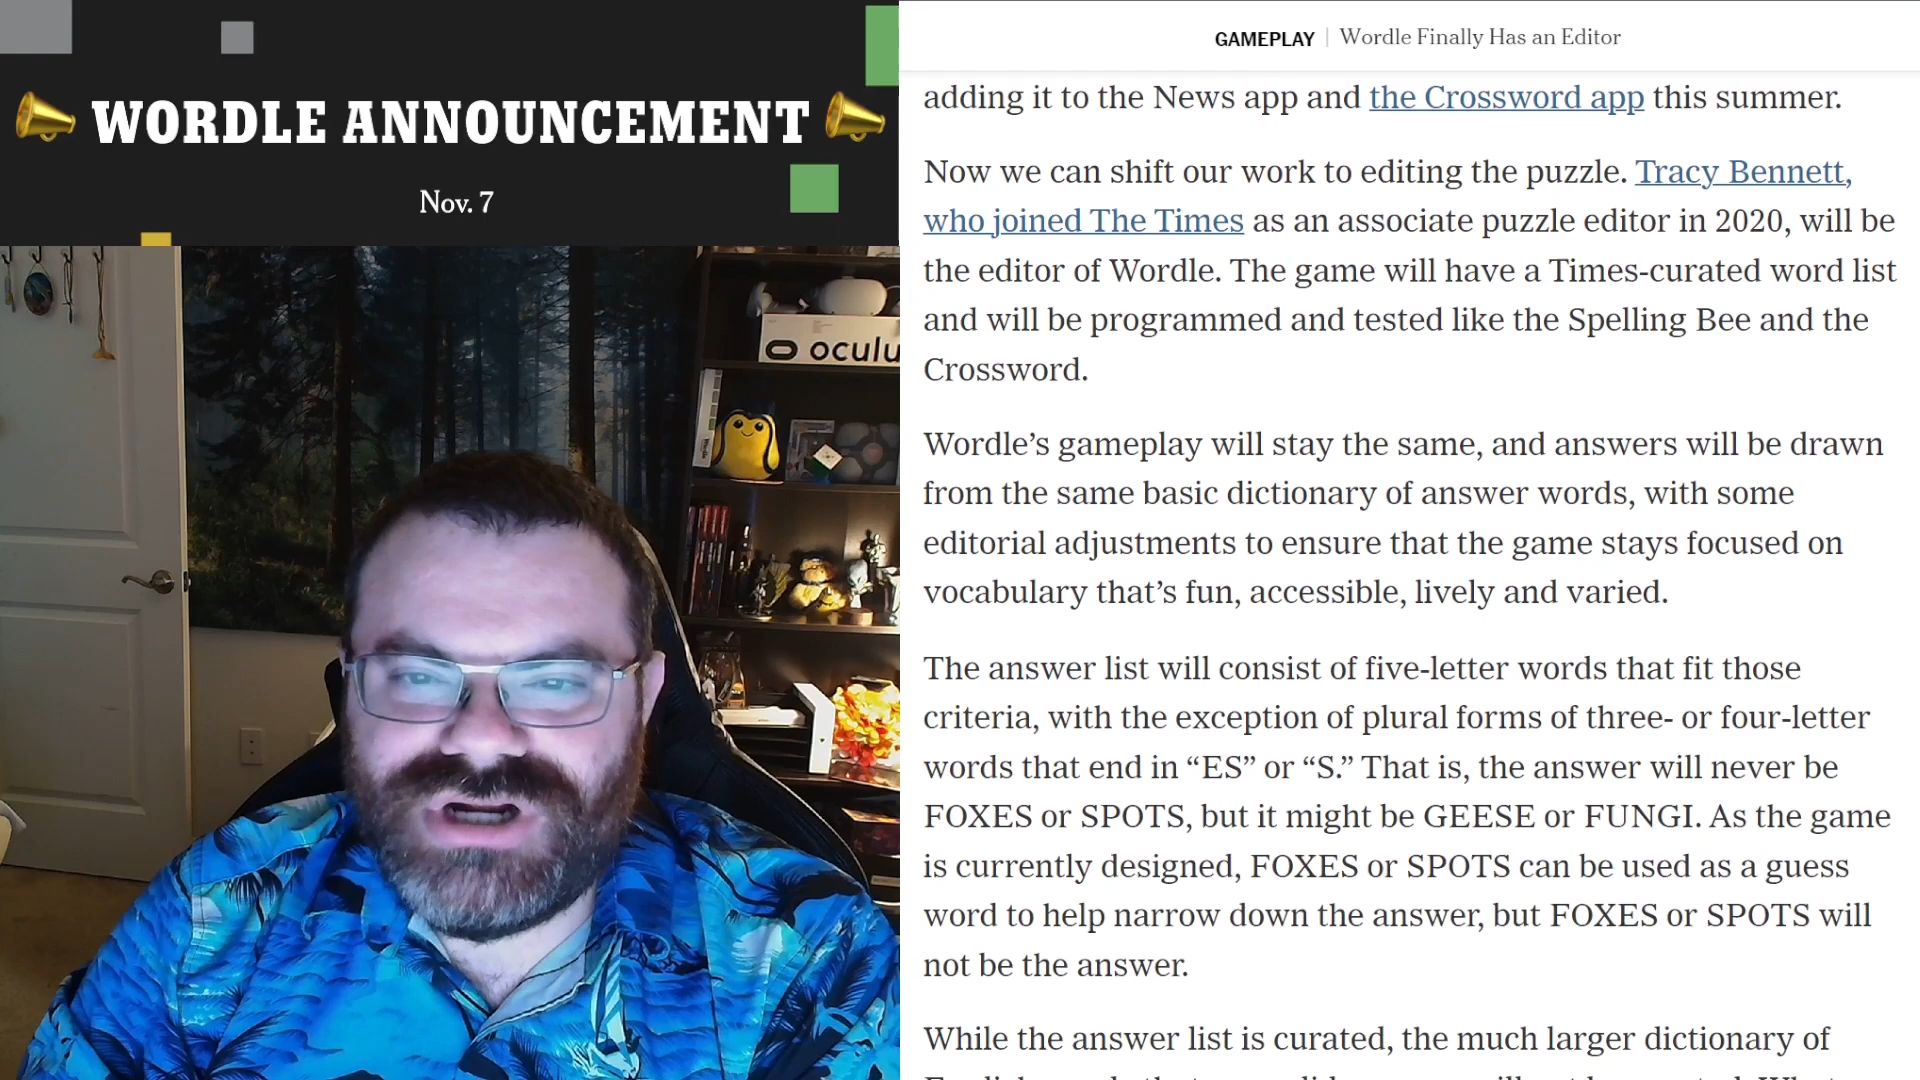 WORDLE ANNOUNCEMENT
Nov. 7
oculu
GAMEPLAY | Wordle Finally Has an Editor
adding it to the News app and the Crossword app this summer.
Now we can shift our work to editing the puzzle. Tracy Bennett,
who joined The Times as an associate puzzle editor in 2020, will be
the editor of Wordle. The game will have a Times-curated word list
and will be programmed and tested like the Spelling Bee and the
Crossword.
Wordle’s gameplay will stay the same, and answers will be drawn
from the same basic dictionary of answer words, with some
editorial adjustments to ensure that the game stays focused on
vocabulary that’s fun, accessible, lively and varied.
The answer list will consist of five-letter words that fit those
criteria, with the exception of plural forms of three- or four-letter
words that end in “ES” or “S.” That is, the answer will never be
FOXES or SPOTS, but it might be GEESE or FUNGI. As the game
is currently designed, FOXES or SPOTS can be used as a guess
word to help narrow down the answer, but FOXES or SPOTS will
not be the answer.
While the answer list is curated, the much larger dictionary of